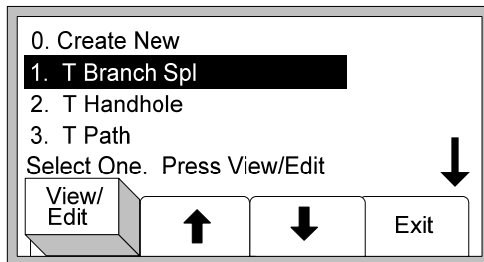 0. Create New
1. T Branch Spl
2. T Handhole
3. T Path
Select One. Press View/Edit
View/
Edit
Exit